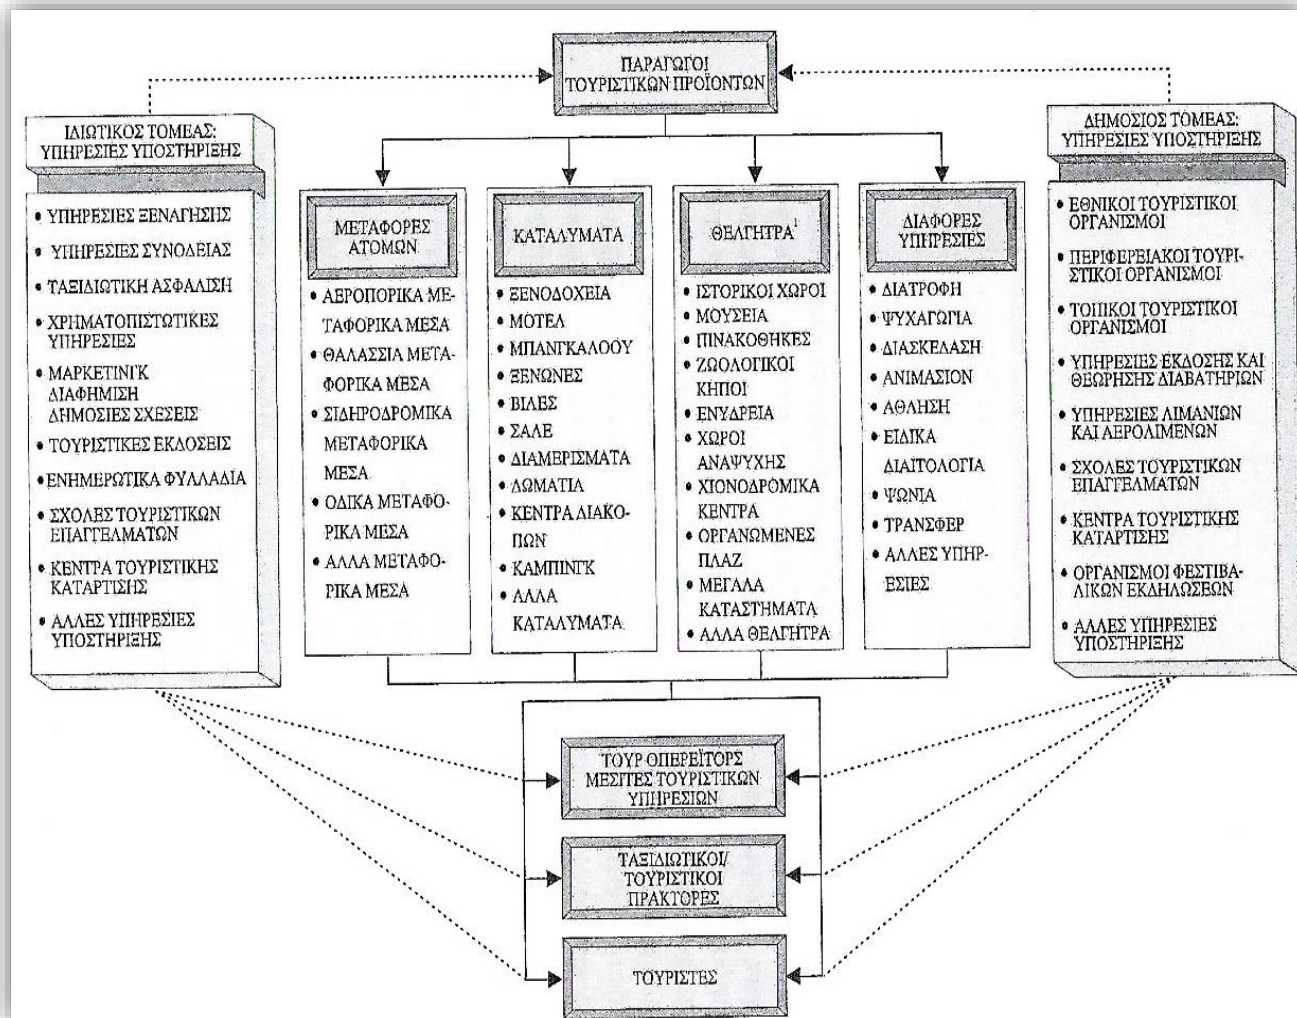 ΠΑΡΑΓΩΓΟΙ
ΤΟΥΡΙΣΤΙΚΩΝ ΠΡΟΪΟΝΤΩΝ
ΙΔΙΩΤΙΚΟΣ ΤΟΜΕΑΣ:
ΥΠΗΡΕΣΙΕΣ ΥΠΟΣΤΗΡΙΞΗΣ
• ΥΠΗΡΕΣΙΕΣ ΞΕΝΑΓΗΣΗΣ
• ΥΠΗΡΕΣΙΕΣ ΣΥΝΟΔΕΙΑΣ
• ΤΑΞΙΔΙΩΤΙΚΗ ΑΣΦΑΛΙΣΗ
• ΧΡΗΜΑΤΟΠΙΣΤΩΤΙΚΕΣ
ΥΠΗΡΕΣΙΕΣ
• ΜΑΡΚΕΤΙΝΓΚ
ΔΙΑΦΗΜΙΣΗ
ΔΗΜΟΣΙΕΣ ΣΧΕΣΕΙΣ
• ΤΟΥΡΙΣΤΙΚΕΣ ΕΚΔΟΣΕΙΣ
• ΕΝΗΜΕΡΩΤΙΚΑ ΦΥΛΛΑΔΙΑ
• ΣΧΟΛΕΣ ΤΟΥΡΙΣΤΙΚΩΝ
ΕΠΑΓΓΕΛΜΑΤΩΝ
• ΚΕΝΤΡΑ ΤΟΥΡΙΣΤΙΚΗΣ
ΚΑΤΑΡΤΙΣΗΣ
• ΑΛΛΕΣ ΥΠΗΡΕΣΙΕΣ
ΥΠΟΣΤΗΡΙΞΗΣ
ΜΕΤΑΦΟΡΕΣ
ΑΤΟΜΩΝ
• ΑΕΡΟΠΟΡΙΚΑ ΜΕ-
ΤΑΦΟΡΙΚΑ ΜΕΣΑ
• ΘΑΛΑΣΣΙΑ ΜΕΤΑ-
ΦΟΡΙΚΑ ΜΕΣΑ
• ΣΙΔΗΡΟΔΡΟΜΙΚΑ
ΜΕΤΑΦΟΡΙΚΑ
ΜΕΣΑ
• ΟΔΙΚΑ ΜΕΤΑΦΟ-
ΡΙΚΑ ΜΕΣΑ
• ΑΛΛΑ ΜΕΤΑΦΟ-
ΡΙΚΑ ΜΕΣΑ
ΚΑΤΑΛΥΜΑΤΑ
• ΞΕΝΟΔΟΧΕΙΑ
• ΜΟΤΕΛ
• ΜΠΑΝΓΚΑΛΟΟΥ
• ΞΕΝΩΝΕΣ
• ΒΙΛΕΣ
• ΣΑΛΕ
• ΔΙΑΜΕΡΙΣΜΑΤΑ
• ΔΩΜΑΤΙΑ
• ΚΕΝΤΡΑ ΔΙΑΚΟ-
ΠΩΝ
• ΚΑΜΠΙΝΓΚ
• ΑΛΛΑ
ΚΑΤΑΛΥΜΑΤΑ
ΘΕΛΓΗΤΡΑ¹
• ΙΣΤΟΡΙΚΟΙ ΧΩΡΟΙ
• ΜΟΥΣΕΙΑ
• ΠΙΝΑΚΟΘΗΚΕΣ
• ΖΩΟΛΟΓΙΚΟΙ
ΚΗΠΟΙ
• ΕΝΥΔΡΕΙΑ
• ΧΩΡΟΙ
ΑΝΑΨΥΧΗΣ
• ΧΙΟΝΟΔΡΟΜΙΚΑ
ΚΕΝΤΡΑ
• ΟΡΓΑΝΩΜΕΝΕΣ
ΠΛΑΖ
• ΜΕΓΑΛΑ
ΚΑΤΑΣΤΗΜΑΤΑ
• ΑΛΛΑ ΘΕΛΓΗΤΡΑ
ΔΙΑΦΟΡΕΣ
ΥΠΗΡΕΣΙΕΣ
• ΔΙΑΤΡΟΦΗ
• ΨΥΧΑΓΩΓΙΑ
• ΔΙΑΣΚΕΔΑΣΗ
• ΑΝΙΜΑΣΙΟΝ
• ΑΘΛΗΣΗ
• ΕΙΔΙΚΑ
ΔΙΑΙΤΟΛΟΓΙΑ
• ΨΩΝΙΑ
• ΤΡΑΝΣΦΕΡ
• ΑΛΛΕΣ ΥΠΗΡ-
ΕΣΙΕΣ
ΔΗΜΟΣΙΟΣ ΤΟΜΕΑΣ:
ΥΠΗΡΕΣΙΕΣ ΥΠΟΣΤΗΡΙΞΗΣ
• ΕΘΝΙΚΟΙ ΤΟΥΡΙΣΤΙΚΟΙ
ΟΡΓΑΝΙΣΜΟΙ
• ΠΕΡΙΦΕΡΕΙΑΚΟΙ ΤΟΥΡΙ-
ΣΤΙΚΟΙ ΟΡΓΑΝΙΣΜΟΙ
• ΤΟΠΙΚΟΙ ΤΟΥΡΙΣΤΙΚΟΙ
ΟΡΓΑΝΙΣΜΟΙ
• ΥΠΗΡΕΣΙΕΣ ΕΚΔΟΣΗΣ ΚΑΙ
ΘΕΩΡΗΣΗΣ ΔΙΑΒΑΤΗΡΙΩΝ
• ΥΠΗΡΕΣΙΕΣ ΛΙΜΑΝΙΩΝ
ΚΑΙ ΑΕΡΟΛΙΜΕΝΩΝ
• ΣΧΟΛΕΣ ΤΟΥΡΙΣΤΙΚΩΝ
ΕΠΑΓΓΕΛΜΑΤΩΝ
• ΚΕΝΤΡΑ ΤΟΥΡΙΣΤΙΚΗΣ
ΚΑΤΑΡΤΙΣΗΣ
• ΟΡΓΑΝΙΣΜΟΙ ΦΕΣΤΙΒΑ-
ΛΙΚΩΝ ΕΚΔΗΛΩΣΕΩΝ
• ΑΛΛΕΣ ΥΠΗΡΕΣΙΕΣ
ΥΠΟΣΤΗΡΙΞΗΣ
ΤΟΥΡ ΟΠΕΡΕΪΤΟΡΣ
ΜΕΣΙΤΕΣ ΤΟΥΡΙΣΤΙΚΩΝ
ΥΠΗΡΕΣΙΩΝ
ΤΑΞΙΔΙΩΤΙΚΟΙ/
ΤΟΥΡΙΣΤΙΚΟΙ
ΠΡΑΚΤΟΡΕΣ
ΤΟΥΡΙΣΤΕΣ